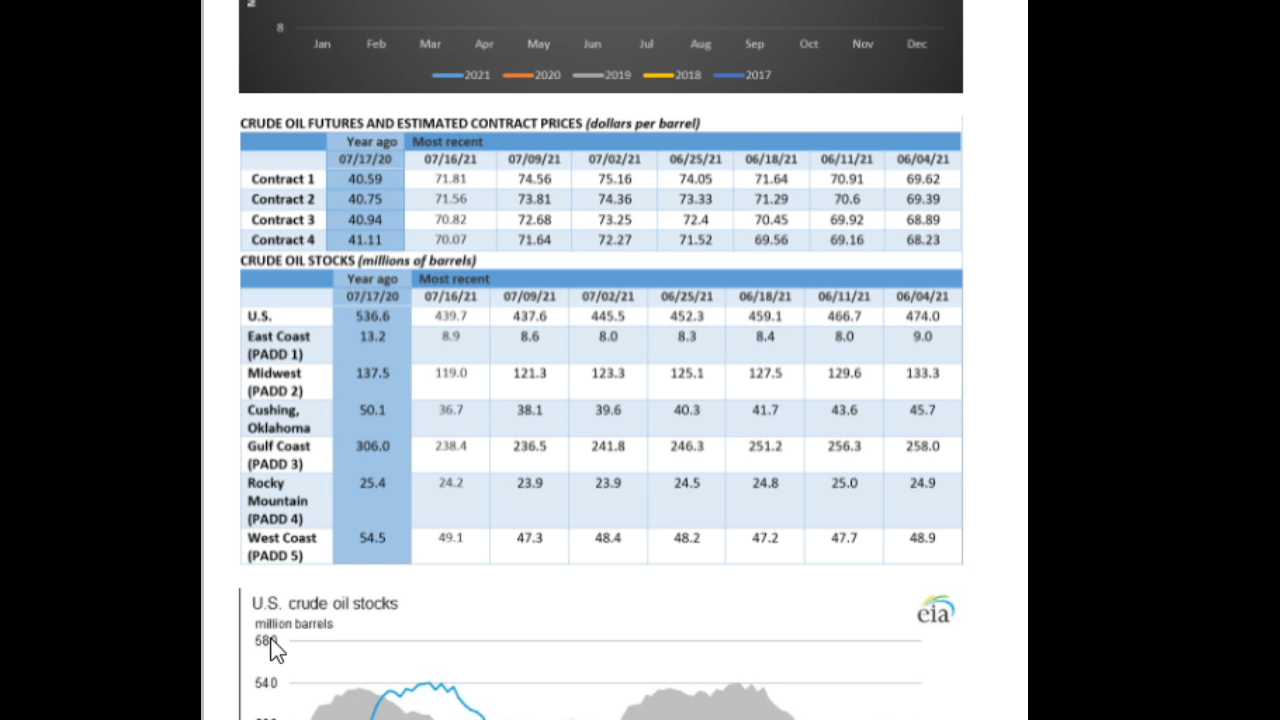 8
Jan Feb Mar Apr May Jun Jul Aug Sep Oct Nov Dec
2021 2020 2019 2018 2017
CRUDE OIL FUTURES AND ESTIMATED CONTRACT PRICES (dollars per barrel)
Year ago Most recent
07/17/20 07/16/21 07/09/21 07/02/21 06/25/21 06/18/21 06/11/21 06/04/21
Contract 1 40.59 71.81 74.56 75.16 74.05 71.64 70.91 69.62
Contract 2 40.75 71.56 73.81 74.36 73.33 71.29 70.6 69.39
Contract 3 40.94 70.82 72.68 73.25 72.4 70.45 69.92 68.89
Contract 4 41.11 70.07 71.64 72.27 71.52 69.56 69.16 68.23
CRUDE OIL STOCKS (millions of barrels)
Year ago Most recent
07/17/20 07/16/21 07/09/21 07/02/21 06/25/21 06/18/21 06/11/21 06/04/21
U.S. 536.6 439.7 437.6 445.5 452.3 459.1 466.7 474.0
East Coast 13.2 8.9 8.6 8.0 8.3 8.4 8.0 9.0
(PADD 1)
Midwest 137.5 119.0 121.3 123.3 125.1 127.5 129.6 133.3
(PADD 2)
Cushing, 50.1 36.7 38.1 39.6 40.3 41.7 43.6 45.7
Oklahoma
Gulf Coast 306.0 238.4 236.5 241.8 246.3 251.2 256.3 258.0
(PADD 3)
Rocky 25.4 24.2 23.9 23.9 24.5 24.8 25.0 24.9
Mountain
(PADD 4)
West Coast 54.5 49.1 47.3 48.4 48.2 47.2 47.7 48.9
(PADD 5)
U.S. crude oil stocks
eia
million barrels
580
540